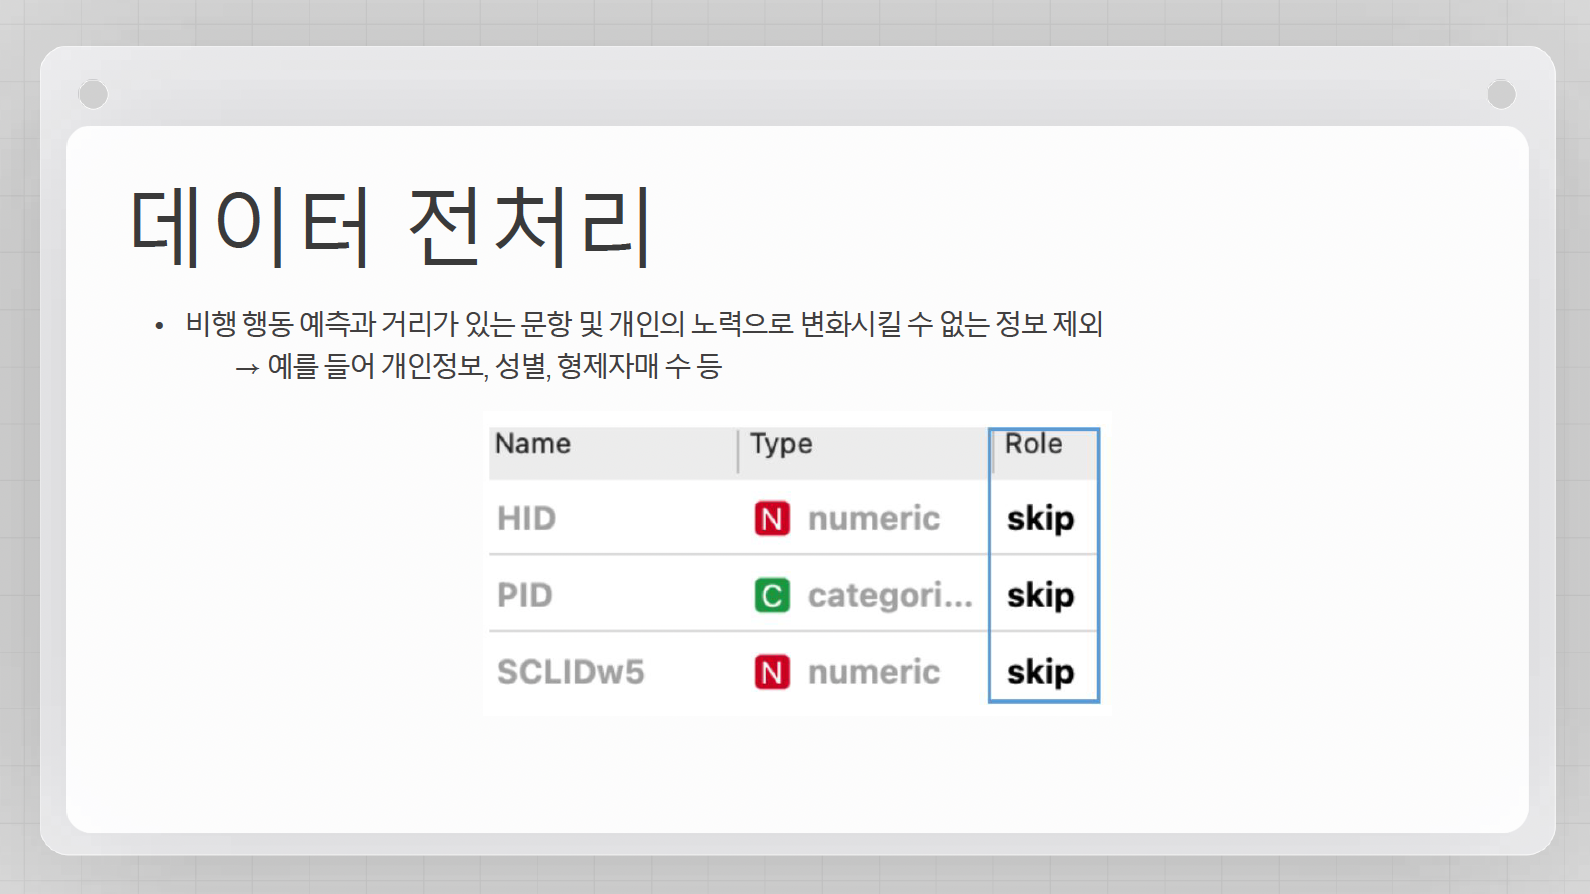 데이터 전처리
• 비행 행동 예측과 거리가 있는 문항 및 개인의 노력으로 변화시킬 수 없는 정보 제외
→ 예를 들어 개인정보, 성별, 형제자매 수 등
Name Type Role
HID N numeric skip
PID C categori... skip
SCLIDw5 N numeric skip